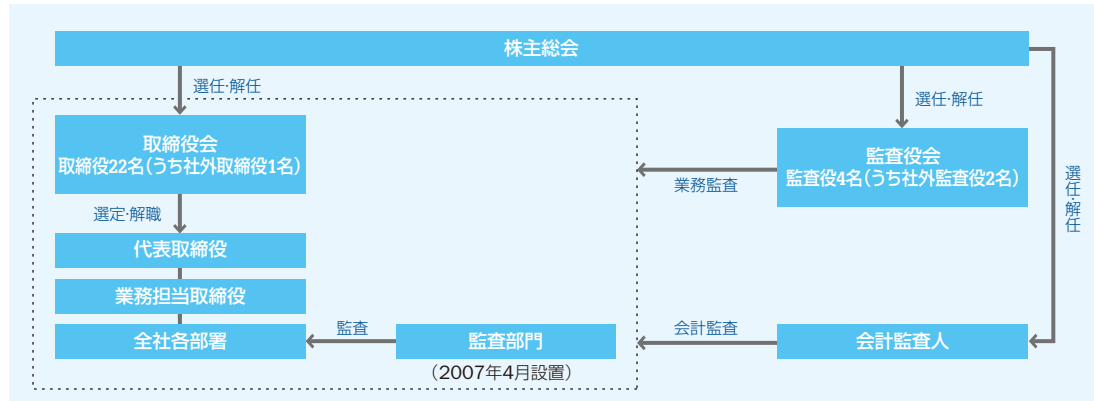 株主総会
選任・解任
選任・解任
選任・解任
取締役会
取締役22名(うち社外取締役1名)
監査役会
監査役4名(うち社外監査役2名)
業務監査
選定・解職
代表取締役
業務担当取締役
全社各部署
監査
監査部門
(2007年4月設置)
会計監査
会計監査人